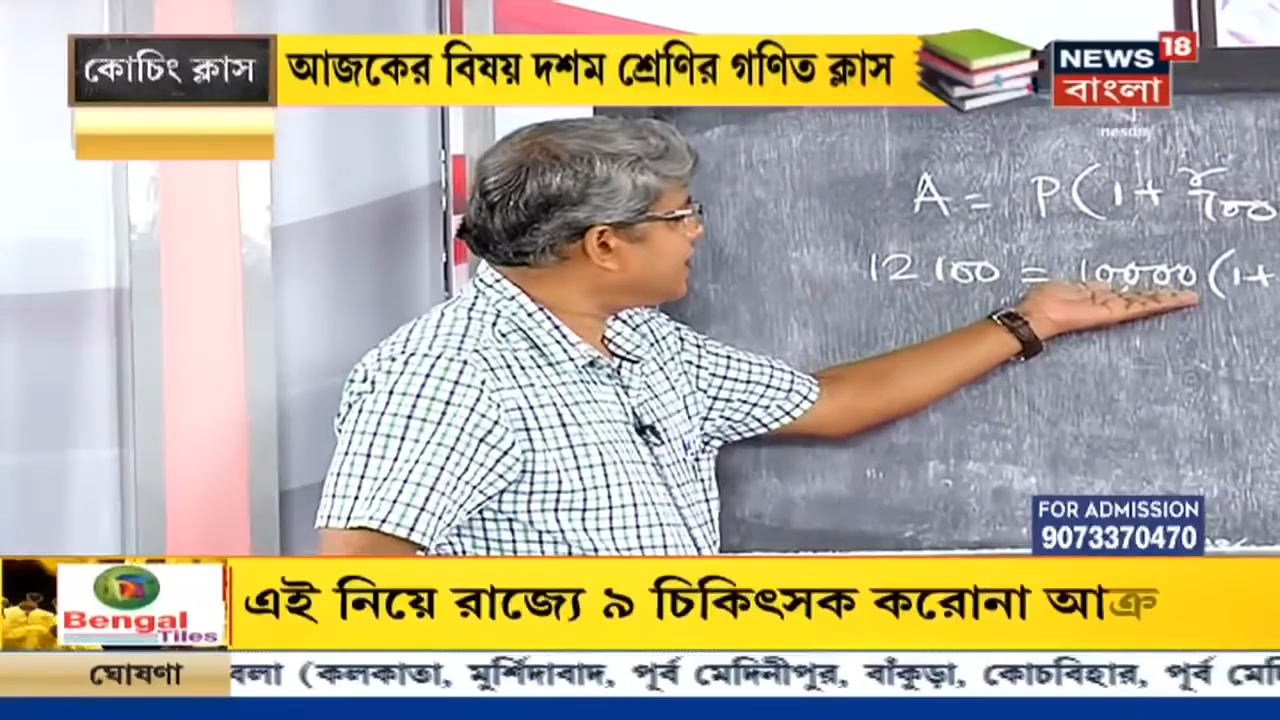 কোচিং ক্লাস
আজকের বিষয় দশম শ্রেণির গণিত ক্লাস
NEWS 18
বাংলা
A = P(1+ r/100
12100 = 10000(1+
FOR ADMISSION
9073370470
Bengal
Tiles
এই নিয়ে রাজ্যে ৯ চিকিৎসক করোনা আক্র
ঘোষণা
বলা (কলকাতা, মুর্শিদাবাদ, পূর্ব মেদিনীপুর, বাঁকুড়া, কোচবিহার, পূর্ব মেদি